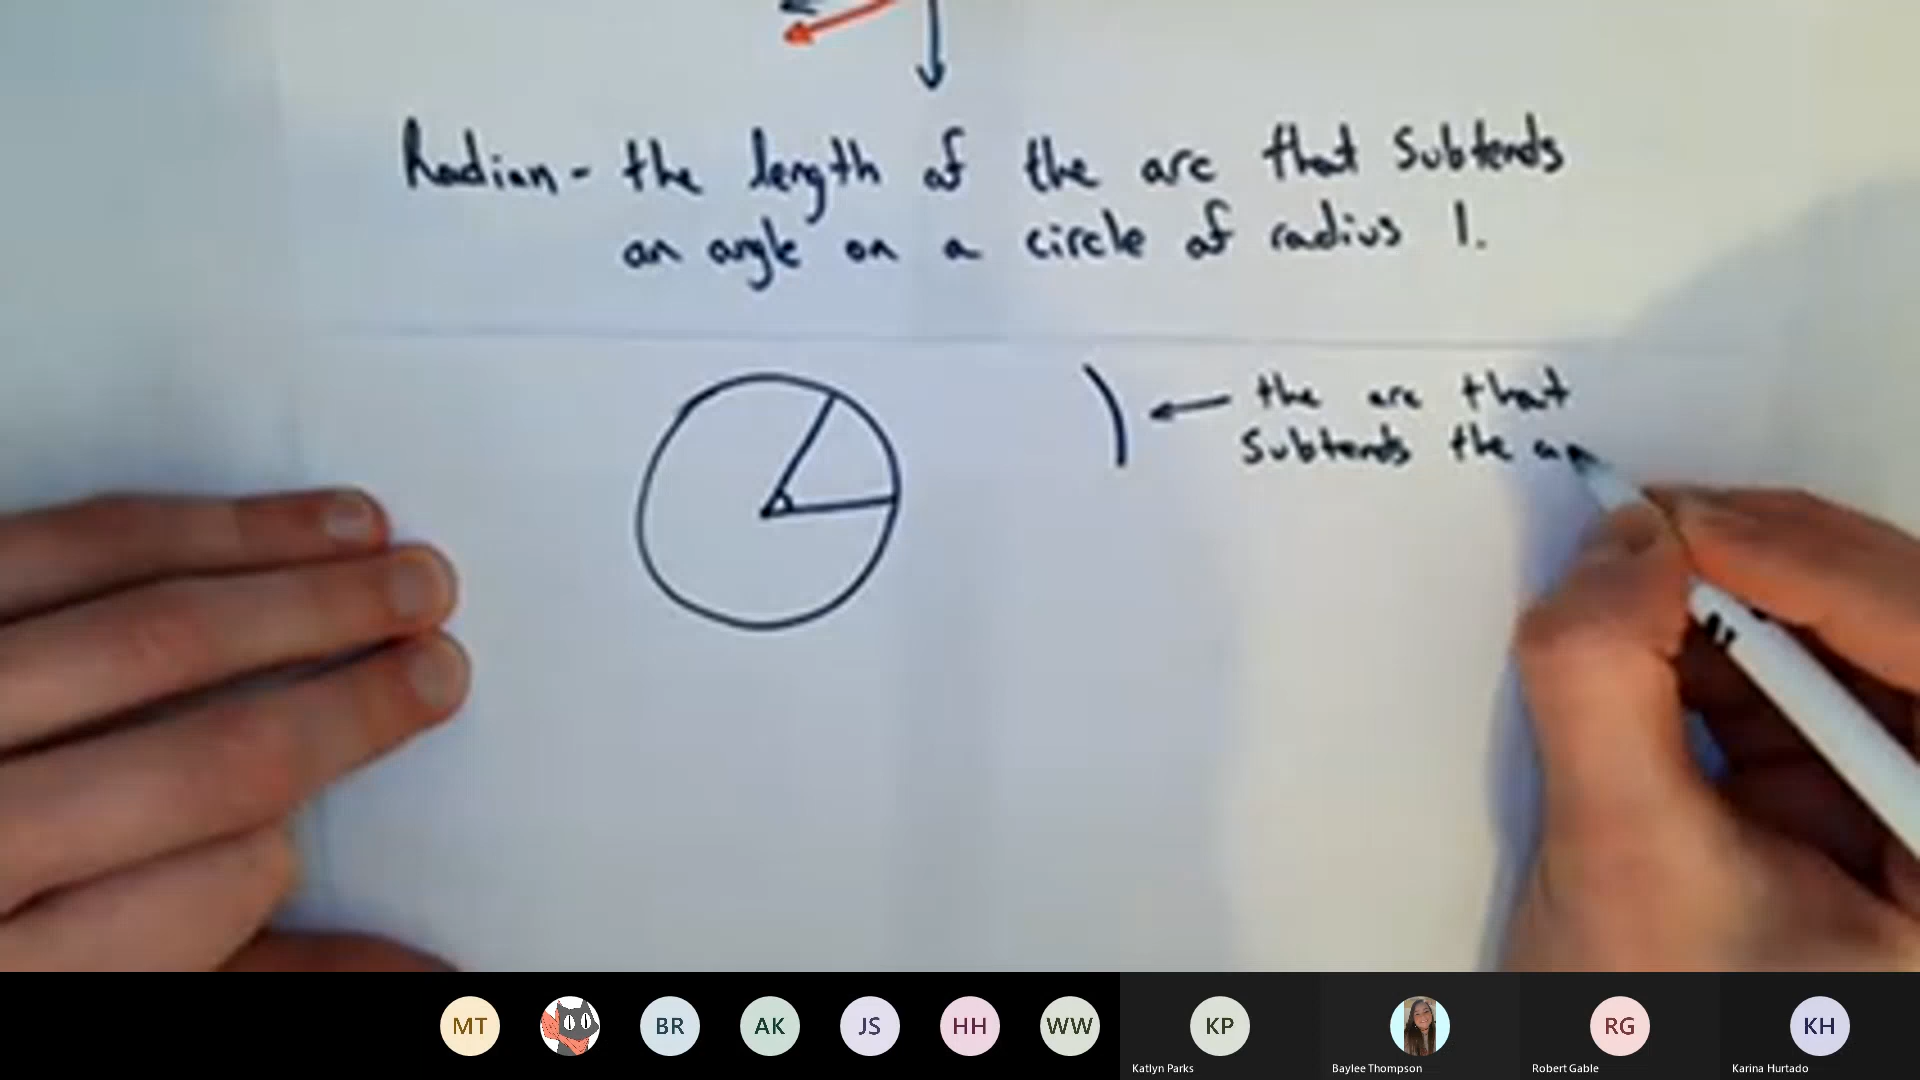 Radian - the length of the arc that Subtends
an angle on a circle of radius 1.
the arc that
Subtends the an
MT
BR
AK
JS
HH
WW
KP
RG
KH
Katlyn Parks
Baylee Thompson
Robert Gable
Karina Hurtado